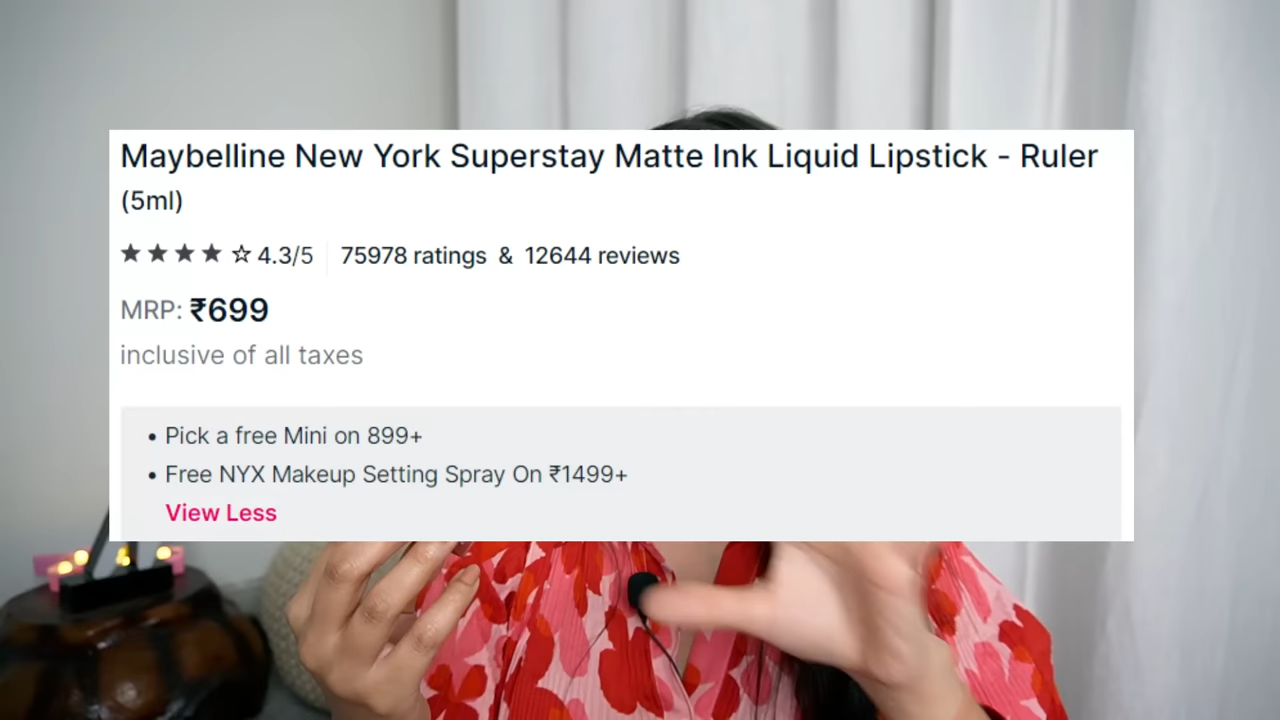 Maybelline New York Superstay Matte Ink Liquid Lipstick - Ruler
(5ml)
4.3/5 75978 ratings & 12644 reviews
MRP: ₹699
inclusive of all taxes
• Pick a free Mini on 899+
• Free NYX Makeup Setting Spray On ₹1499+
View Less